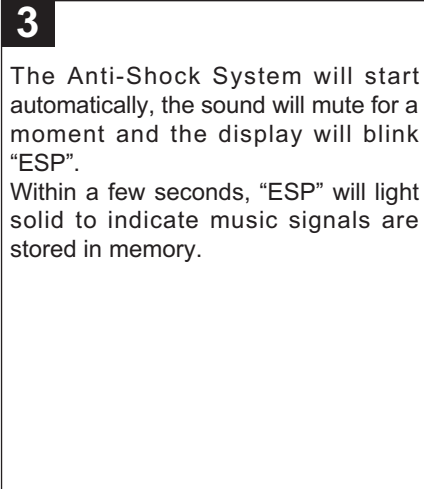 3
The Anti-Shock System will start
automatically, the sound will mute for a
moment and the display will blink
“ESP”.
Within a few seconds, “ESP” will light
solid to indicate music signals are
stored in memory.